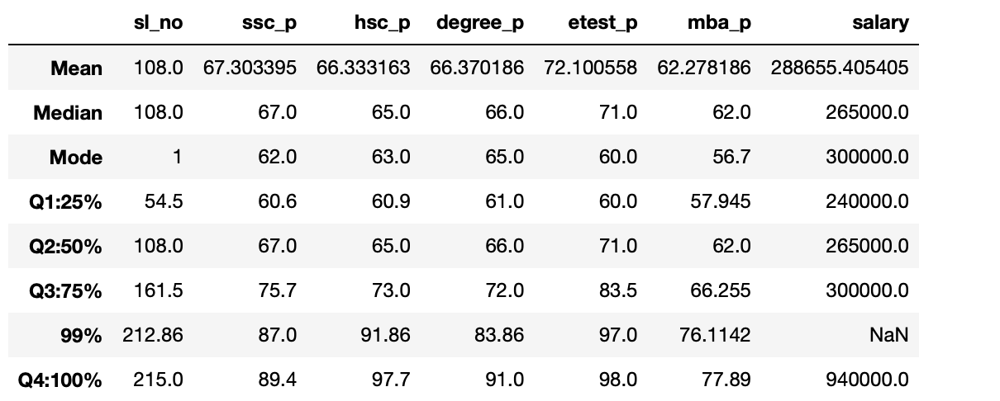 sl_no ssc_p hsc_p degree_p etest_p mba_p salary
Mean 108.0 67.303395 66.333163 66.370186 72.100558 62.278186 288655.405405
Median 108.0 67.0 65.0 66.0 71.0 62.0 265000.0
Mode 1 62.0 63.0 65.0 60.0 56.7 300000.0
Q1:25% 54.5 60.6 60.9 61.0 60.0 57.945 240000.0
Q2:50% 108.0 67.0 65.0 66.0 71.0 62.0 265000.0
Q3:75% 161.5 75.7 73.0 72.0 83.5 66.255 300000.0
99% 212.86 87.0 91.86 83.86 97.0 76.1142 NaN
Q4:100% 215.0 89.4 97.7 91.0 98.0 77.89 940000.0